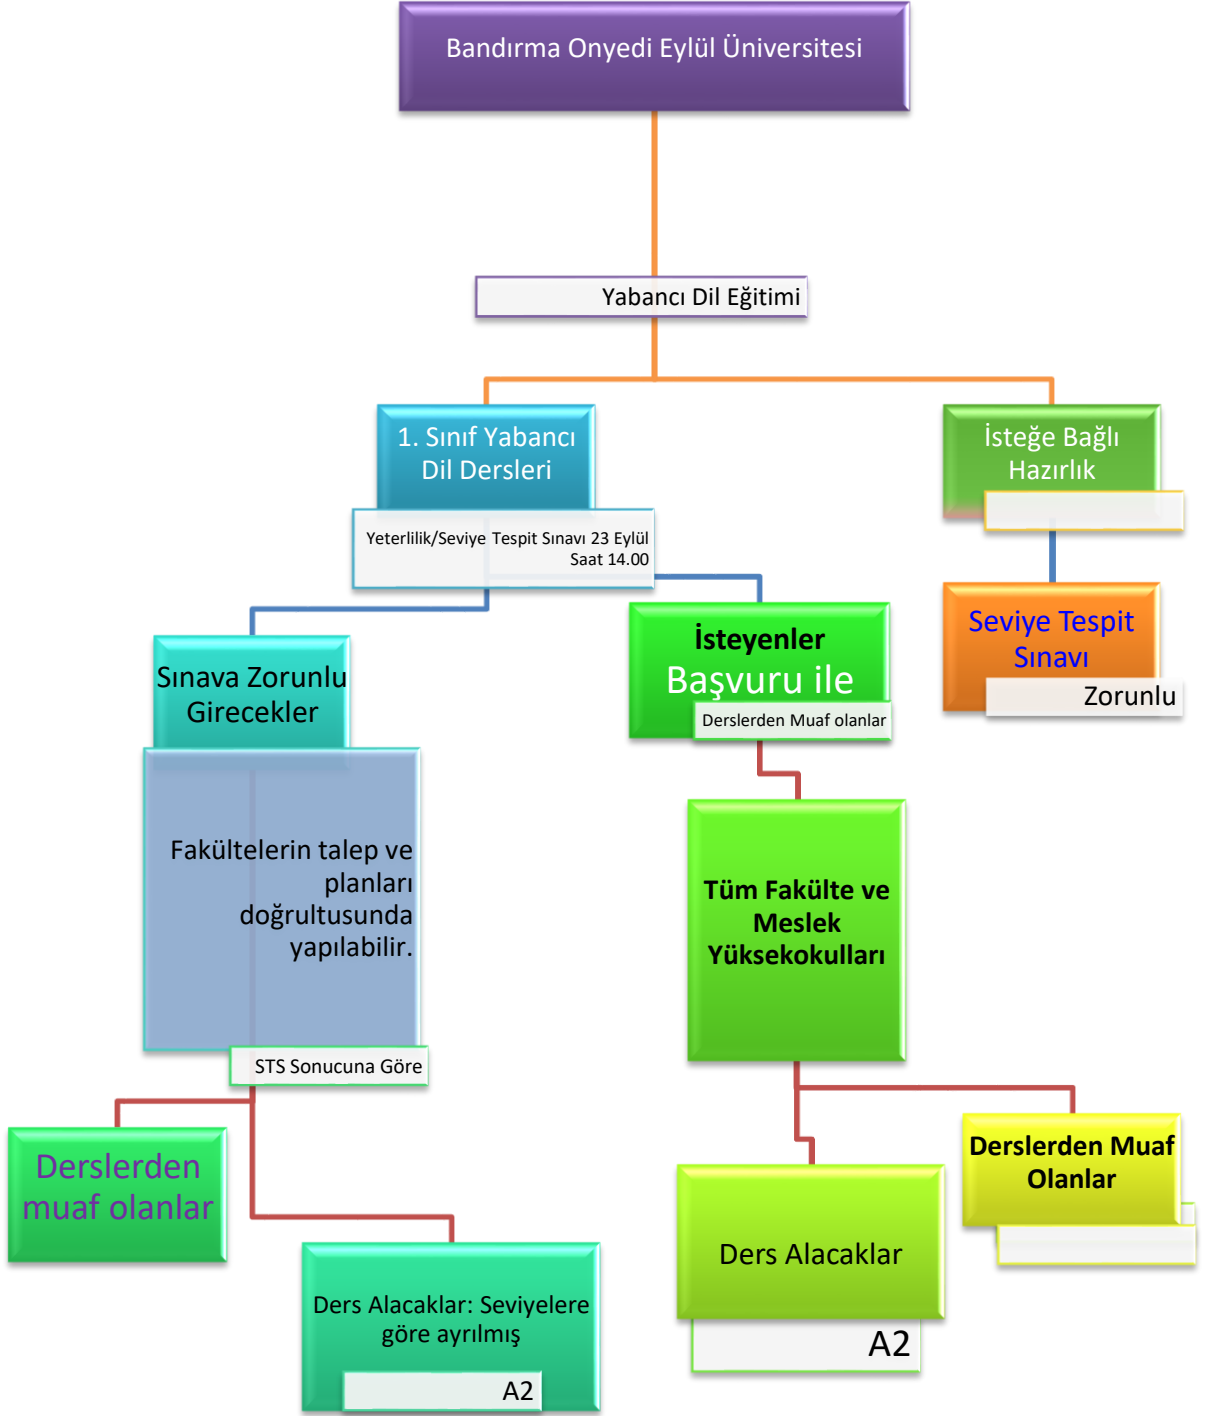 Bandırma Onyedi Eylül Üniversitesi
Yabancı Dil Eğitimi
1. Sınıf Yabancı
Dil Dersleri
Yeterlilik/Seviye Tespit Sınavı 23 Eylül
Saat 14.00
İsteğe Bağlı
Hazırlık
Seviye Tespit
Sınavı
Zorunlu
Sınava Zorunlu
Girecekler
Fakültelerin talep ve
planları
doğrultusunda
yapılabilir.
STS Sonucuna Göre
İsteyenler
Başvuru ile
Derslerden Muaf olanlar
Tüm Fakülte ve
Meslek
Yüksekokulları
Derslerden
muaf olanlar
Ders Alacaklar: Seviyelere
göre ayrılmış
A2
Ders Alacaklar
A2
Derslerden Muaf
Olanlar